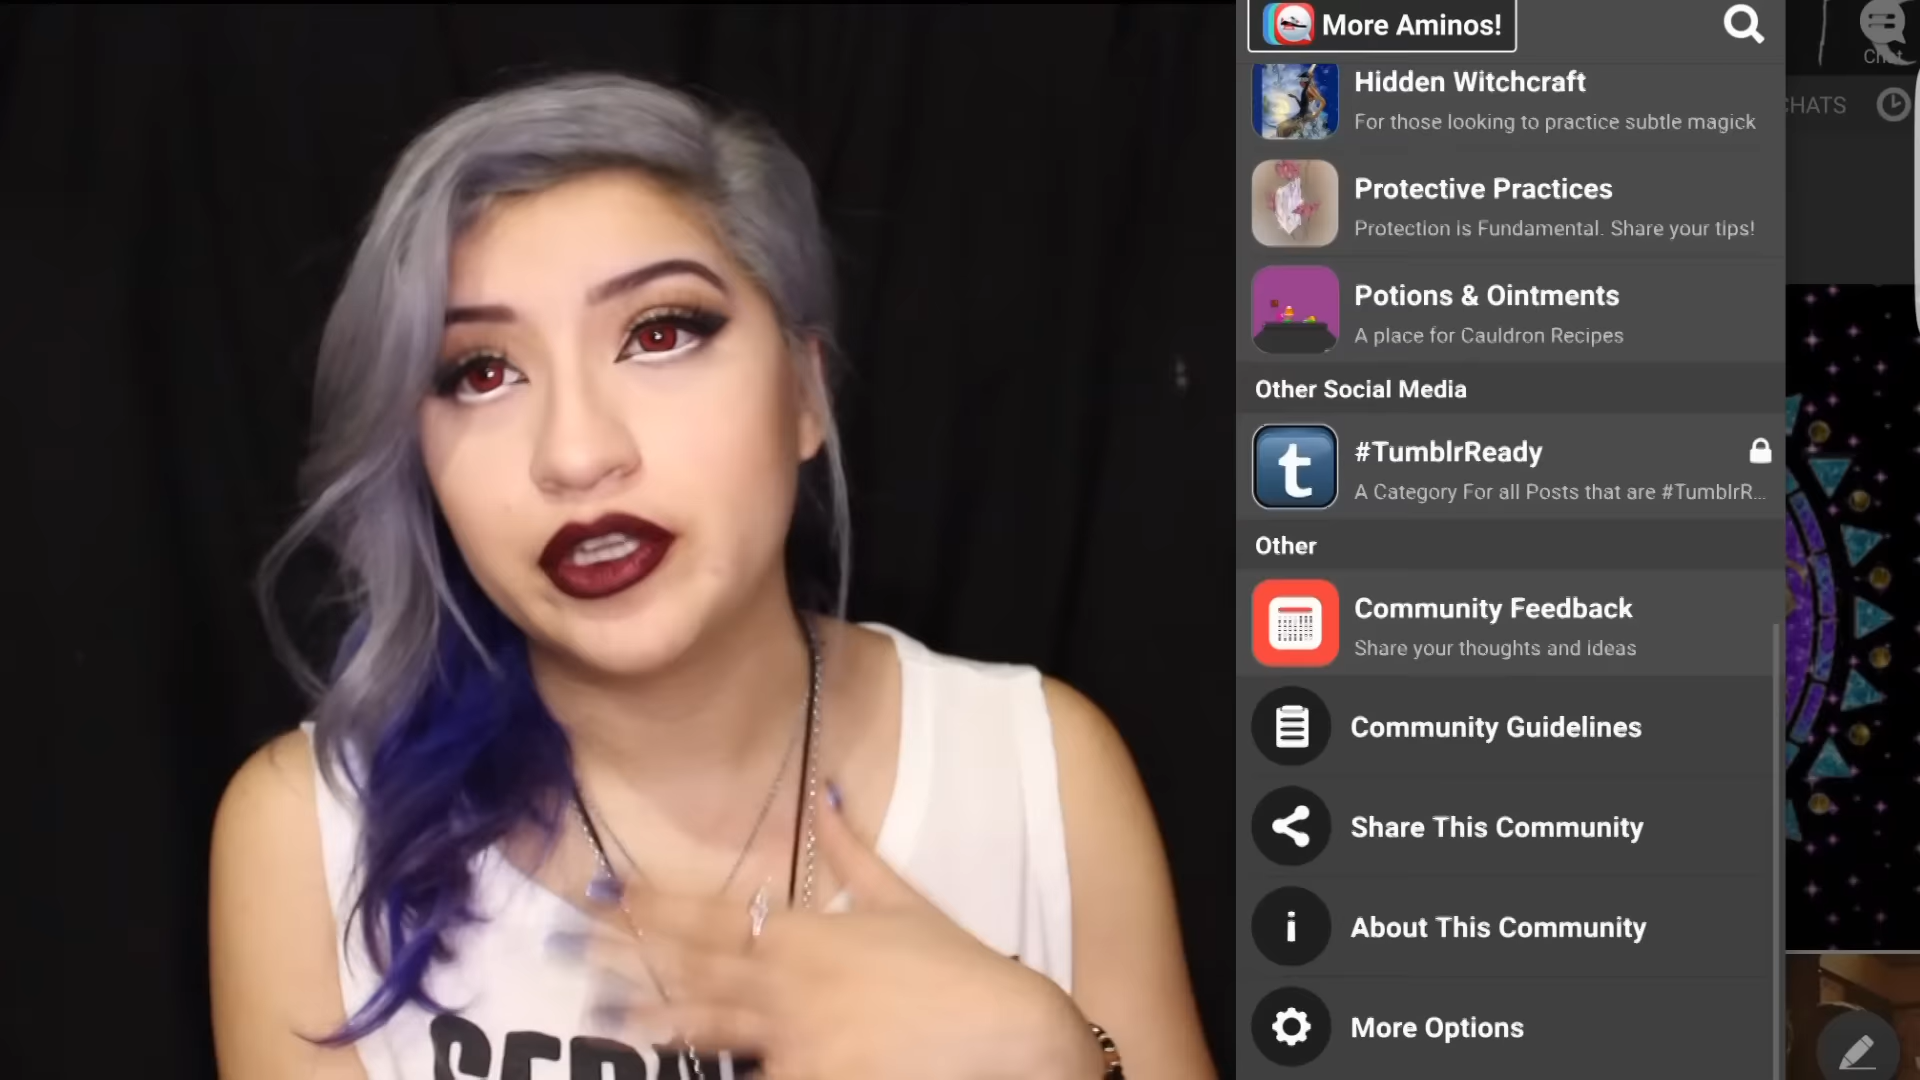 More Aminos!
Chat
CHATS
Hidden Witchcraft
For those looking to practice subtle magick
Protective Practices
Protection is Fundamental. Share your tips!
Potions & Ointments
A place for Cauldron Recipes
Other Social Media
t
#TumblrReady
A Category For all Posts that are #TumblrR...
Other
Community Feedback
Share your thoughts and ideas
Community Guidelines
Share This Community
i
About This Community
More Options